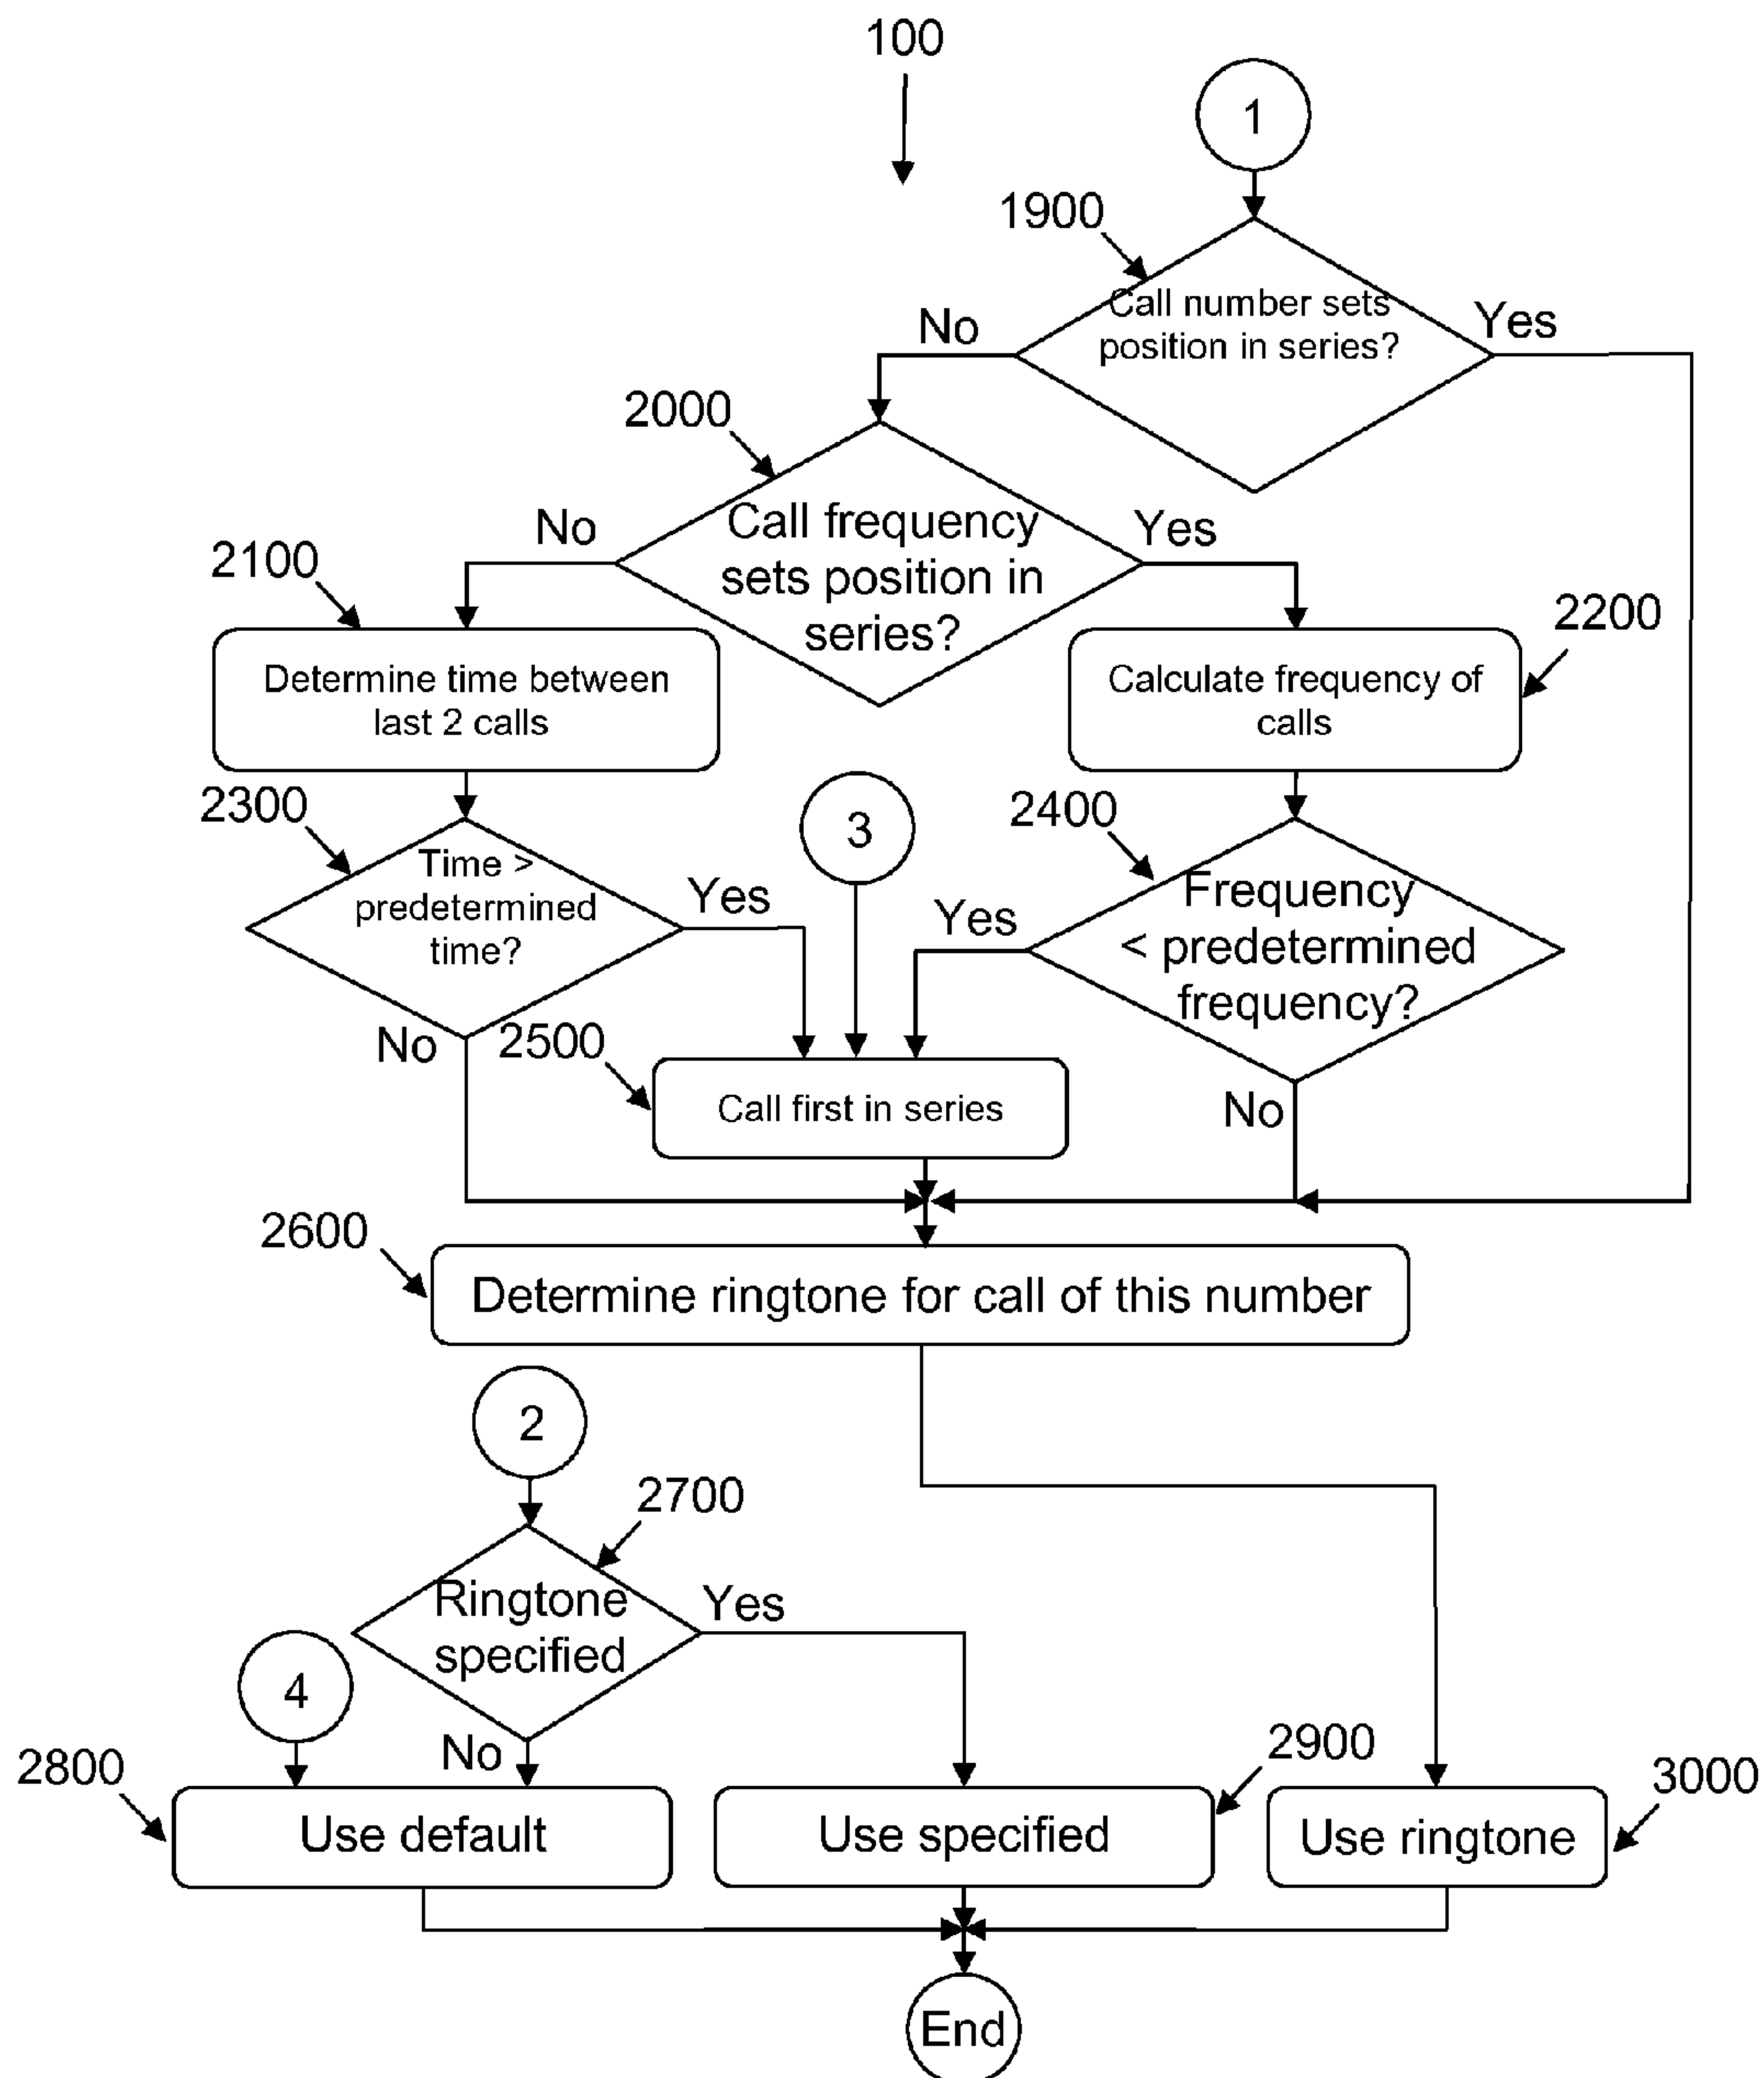 100
1
1900
Call number sets
position in series?
No
Yes
2000
Call frequency
sets position in
series?
No
Yes
2100
Determine time between
last 2 calls
2200
Calculate frequency of
calls
2300
Time >
predetermined
time?
Yes
No
3
2400
Frequency
< predetermined
frequency?
Yes
No
2500
Call first in series
2600
Determine ringtone for call of this number
2
2700
Ringtone
specified
Yes
No
4
2800
Use default
2900
Use specified
3000
Use ringtone
End